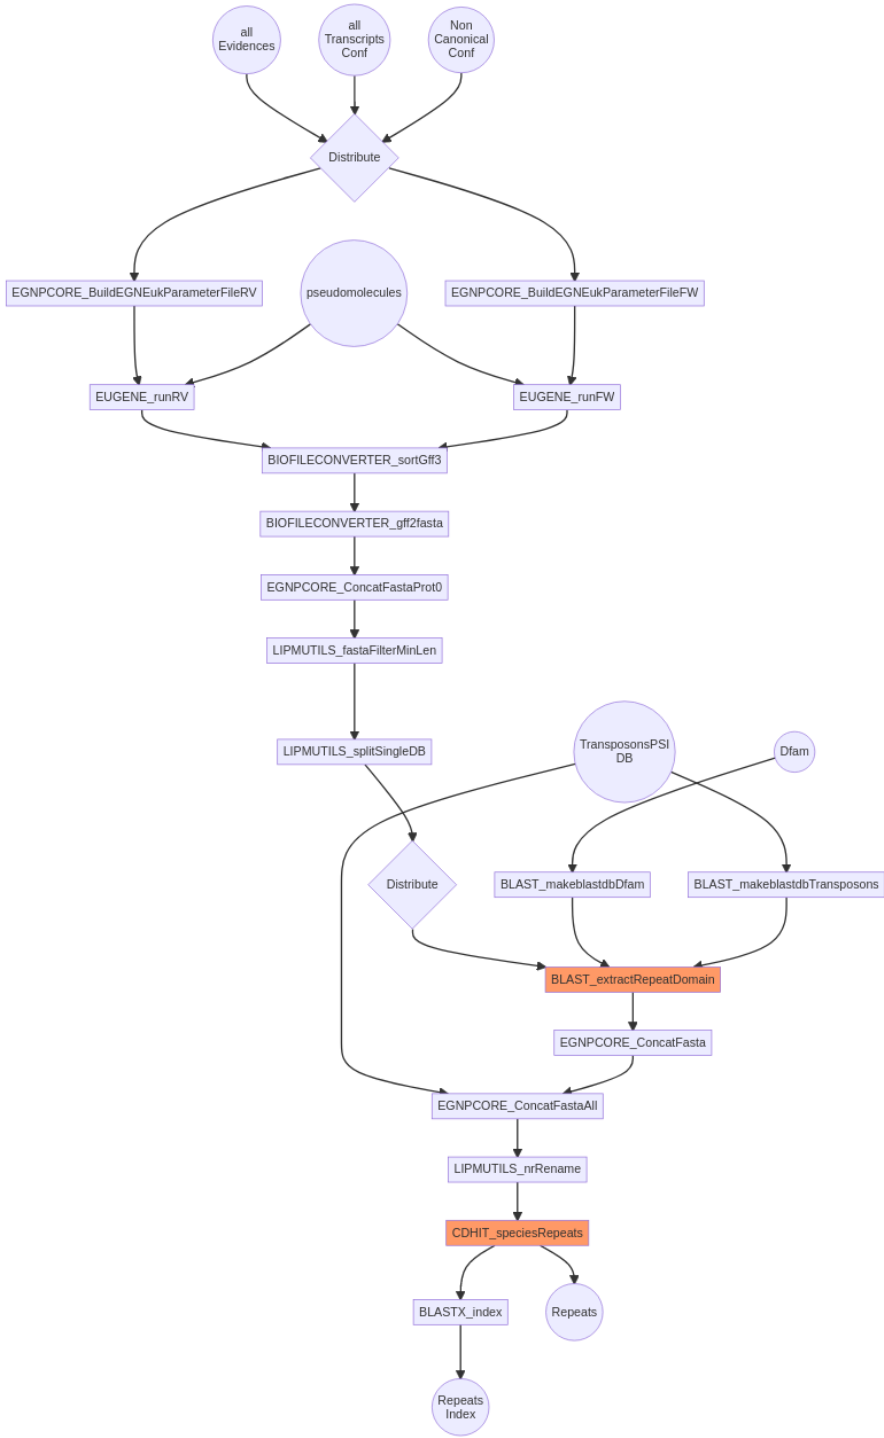 all
Evidences
all
Transcripts
Conf
Non
Canonical
Conf
Distribute
EGNPCORE_BuildEGNEukParameterFileRV
pseudomolecules
EGNPCORE_BuildEGNEukParameterFileFW
EUGENE_runRV
EUGENE_runFW
BIOFILECONVERTER_sortGff3
BIOFILECONVERTER_gff2fasta
EGNPCORE_ConcatFastaProt0
LIPMUTILS_fastaFilterMinLen
LIPMUTILS_splitSingleDB
TransposonsPSI
DB
Dfam
Distribute
BLAST_makeblastdbDfam
BLAST_makeblastdbTransposons
BLAST_extractRepeatDomain
EGNPCORE_ConcatFasta
EGNPCORE_ConcatFastaAll
LIPMUTILS_nrRename
CDHIT_speciesRepeats
BLASTX_index
Repeats
Repeats
Index